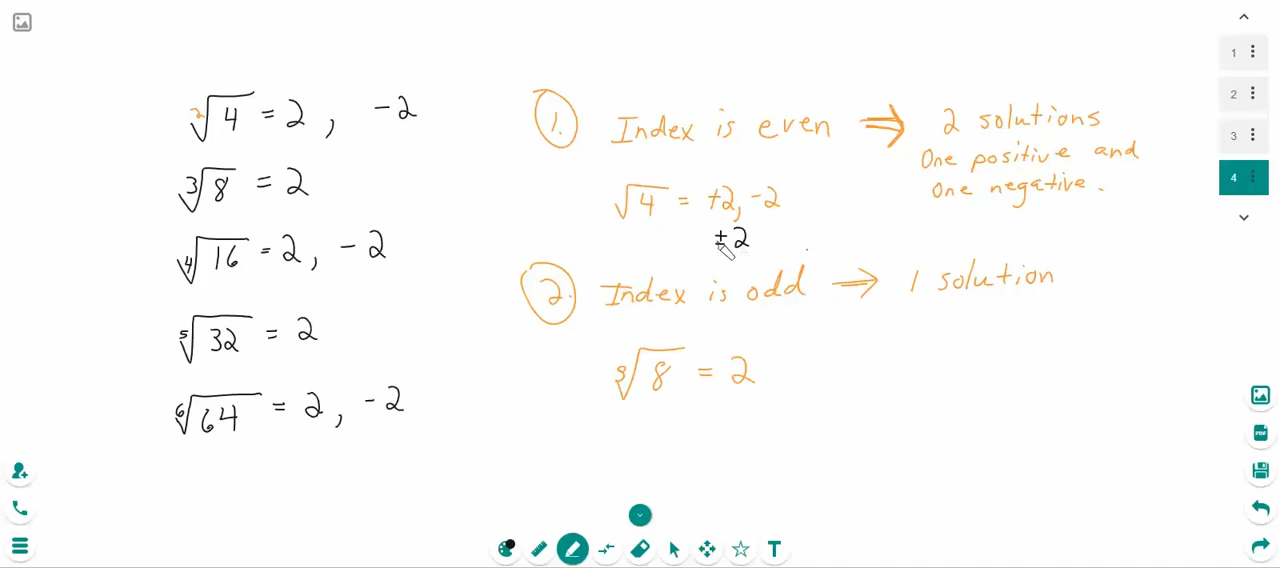 ²√4 = 2, -2
³√8 = 2
⁴√16 = 2, -2
⁵√32 = 2
⁶√64 = 2, -2
1. Index is even ⇒ 2 solutions
One positive and
one negative.
√4 = +2, -2
±2
2. Index is odd ⇒ 1 solution
³√8 = 2
1
2
3
4
PDF
T